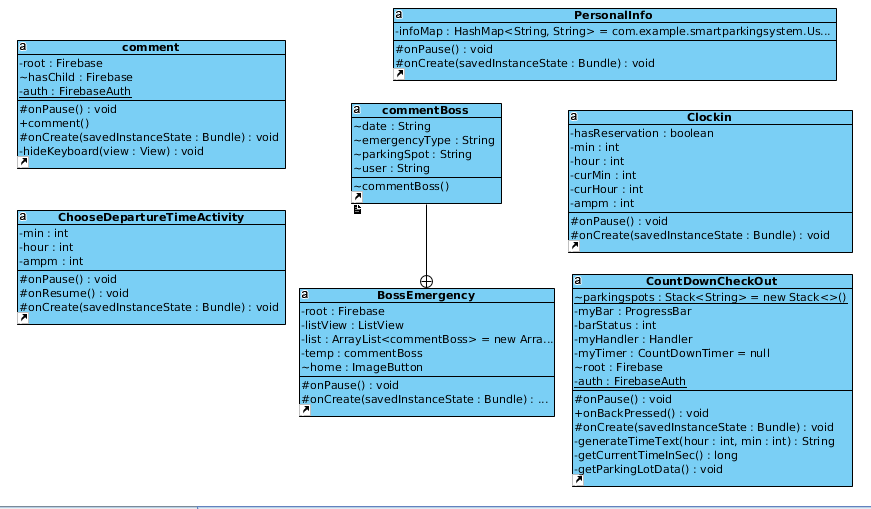 a
PersonalInfo
-infoMap : HashMap<String, String> = com.example.smartparkingsystem.Us...
#onPause() : void
#onCreate(savedInstanceState : Bundle) : void
a
comment
-root : Firebase
~hasChild : Firebase
-auth : FirebaseAuth
#onPause() : void
+comment()
#onCreate(savedInstanceState : Bundle) : void
-hideKeyboard(view : View) : void
a
commentBoss
~date : String
~emergencyType : String
~parkingSpot : String
~user : String
~commentBoss()
a
Clockin
-hasReservation : boolean
-min : int
-hour : int
-curMin : int
-curHour : int
-ampm : int
#onPause() : void
#onCreate(savedInstanceState : Bundle) : void
a
ChooseDepartureTimeActivity
-min : int
-hour : int
-ampm : int
#onPause() : void
#onResume() : void
#onCreate(savedInstanceState : Bundle) : void
a
BossEmergency
-root : Firebase
-listView : ListView
-list : ArrayList<commentBoss> = new Arra...
-temp : commentBoss
~home : ImageButton
#onPause() : void
#onCreate(savedInstanceState : Bundle) : ...
a
CountDownCheckOut
~parkingspots : Stack<String> = new Stack<>()
-myBar : ProgressBar
-barStatus : int
-myHandler : Handler
-myTimer : CountDownTimer = null
~root : Firebase
-auth : FirebaseAuth
#onPause() : void
+onBackPressed() : void
#onCreate(savedInstanceState : Bundle) : void
-generateTimeText(hour : int, min : int) : String
-getCurrentTimeInSec() : long
-getParkingLotData() : void